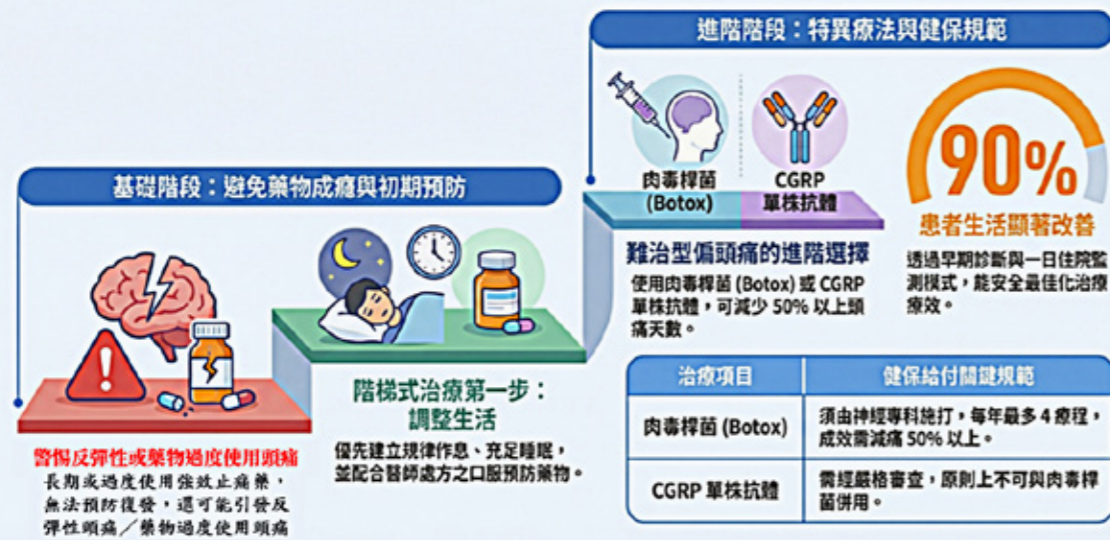 基礎階段：避免藥物成癮與初期預防
警惕反彈性或藥物過度使用頭痛
長期或過度使用強效止痛藥，
無法預防復發，還可能引發反
彈性頭痛／藥物過度使用頭痛
階梯式治療第一步：
調整生活
優先建立規律作息、充足睡眠，
並配合醫師處方之口服預防藥物。
進階階段：特異療法與健保規範
肉毒桿菌
(Botox)
CGRP
單株抗體
難治型偏頭痛的進階選擇
使用肉毒桿菌 (Botox) 或 CGRP
單株抗體，可減少 50% 以上頭
痛天數。
90%
患者生活顯著改善
透過早期診斷與一日住院監
測模式，能安全最佳化治療
療效。
治療項目
健保給付關鍵規範
肉毒桿菌 (Botox)
須由神經專科施打，每年最多 4 療程，
成效需減痛 50% 以上。
CGRP 單株抗體
需經嚴格審查，原則上不可與肉毒桿
菌併用。